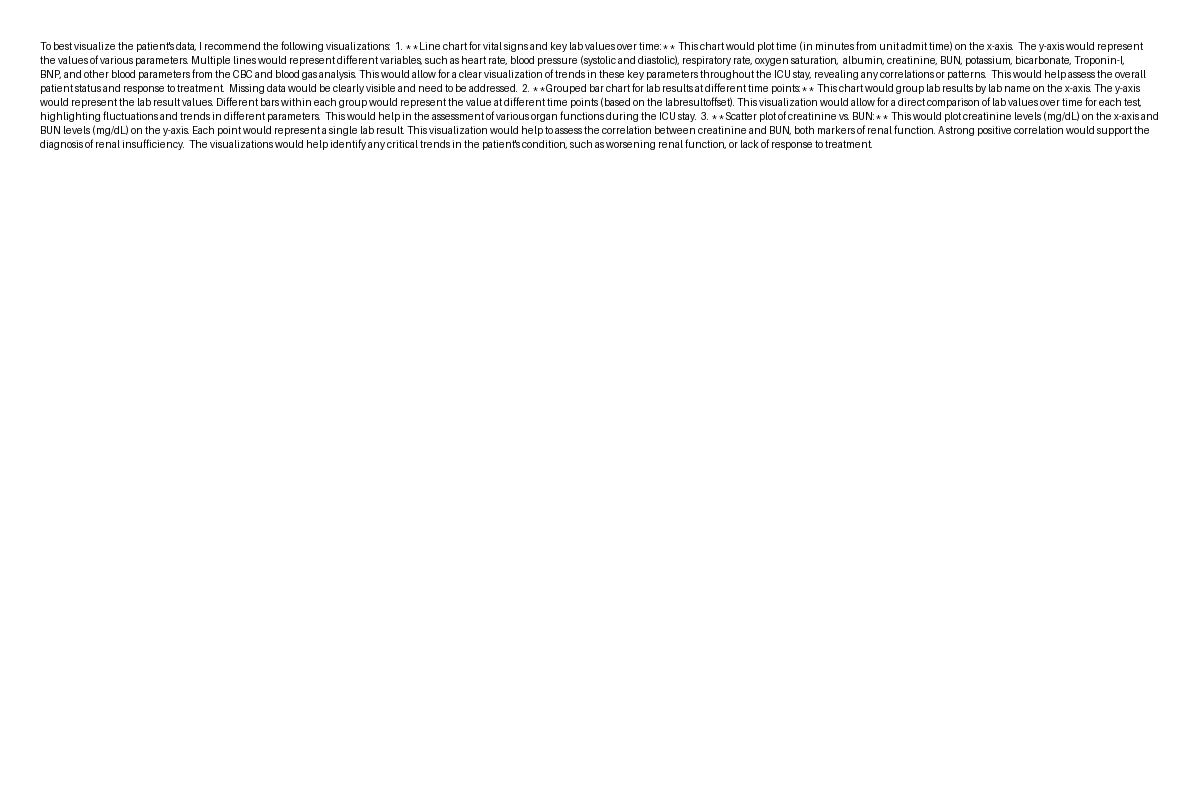 To best visualize the patient's data, I recommend the following visualizations:  1. **Line chart for vital signs and key lab values over time:** This chart would plot time (in minutes from unit admit time) on the x-axis.  The y-axis would represent
the values of various parameters. Multiple lines would represent different variables, such as heart rate, blood pressure (systolic and diastolic), respiratory rate, oxygen saturation,  albumin, creatinine, BUN, potassium, bicarbonate, Troponin-I,
BNP, and other blood parameters from the CBC and blood gas analysis. This would allow for a clear visualization of trends in these key parameters throughout the ICU stay, revealing any correlations or patterns.  This would help assess the overall
patient status and response to treatment.  Missing data would be clearly visible and need to be addressed.  2. **Grouped bar chart for lab results at different time points:** This chart would group lab results by lab name on the x-axis. The y-axis
would represent the lab result values. Different bars within each group would represent the value at different time points (based on the labresultoffset). This visualization would allow for a direct comparison of lab values over time for each test,
highlighting fluctuations and trends in different parameters.  This would help in the assessment of various organ functions during the ICU stay.  3. **Scatter plot of creatinine vs. BUN:** This would plot creatinine levels (mg/dL) on the x-axis and
BUN levels (mg/dL) on the y-axis. Each point would represent a single lab result. This visualization would help to assess the correlation between creatinine and BUN, both markers of renal function. A strong positive correlation would support the
diagnosis of renal insufficiency.  The visualizations would help identify any critical trends in the patient's condition, such as worsening renal function, or lack of response to treatment.